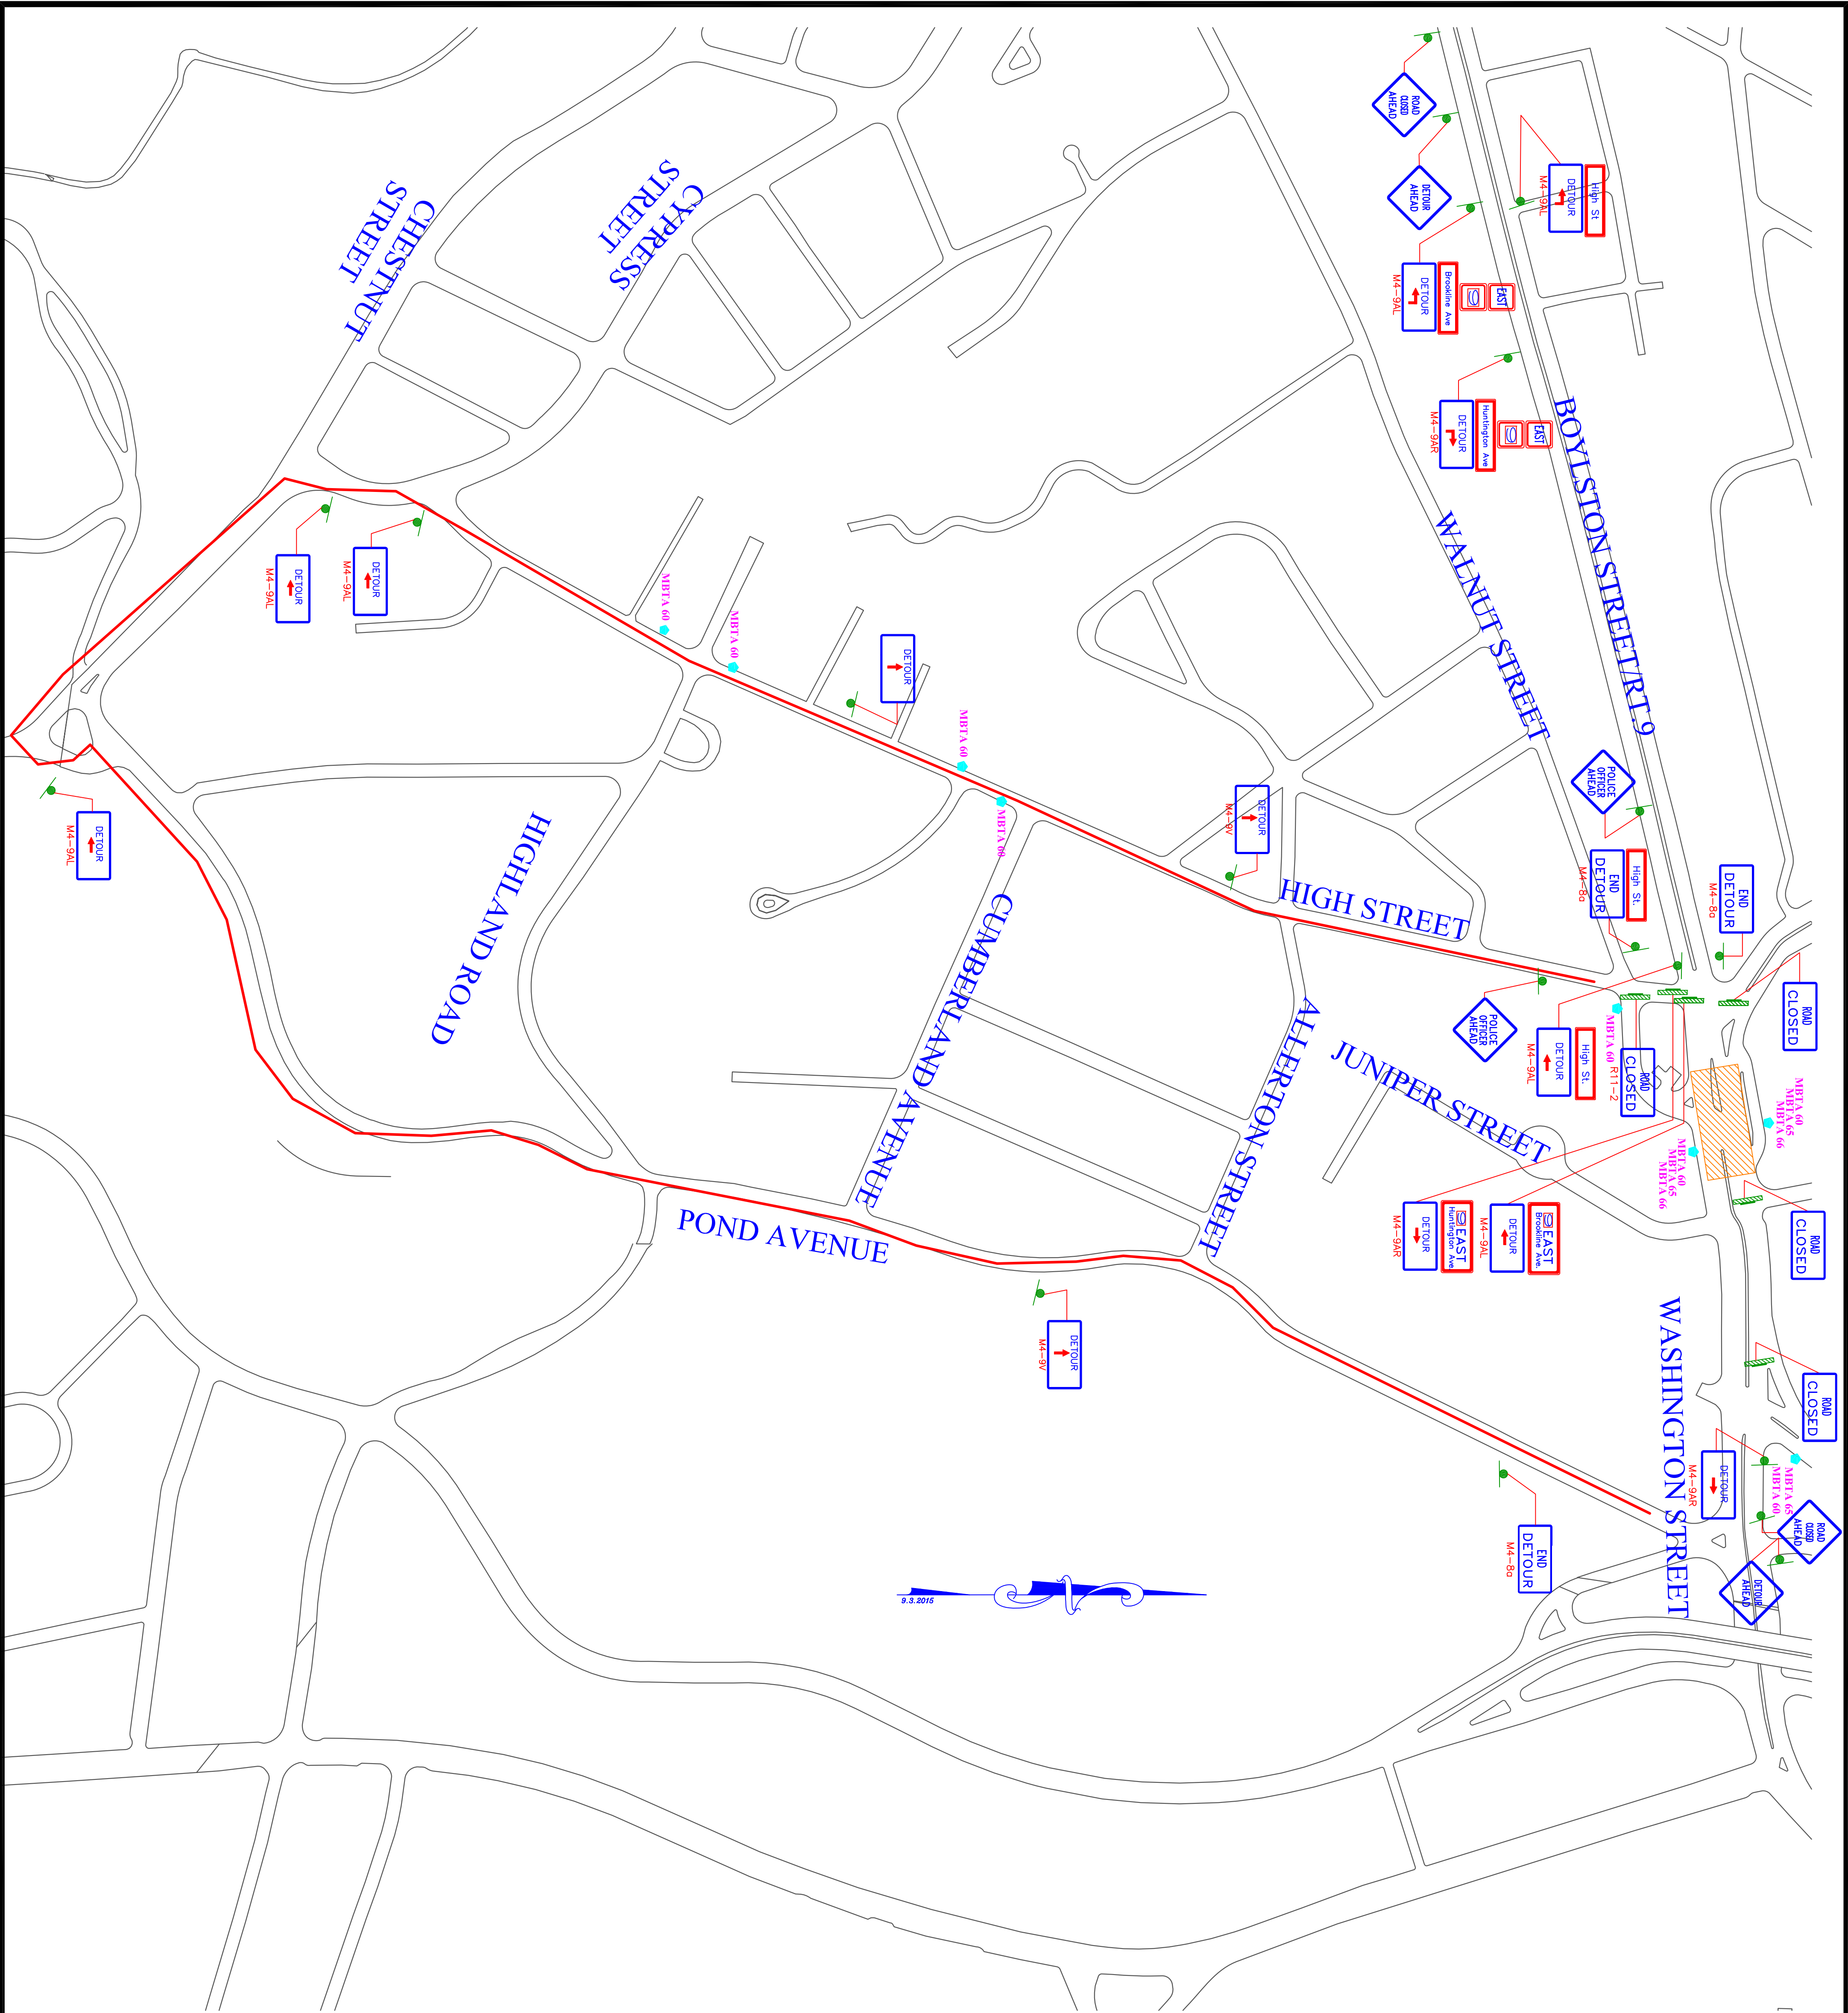 ROAD
CLOSED
AHEAD
DETOUR
AHEAD
High St
DETOUR
M4-9AL
EAST
Brookline Ave
DETOUR
M4-9AL
EAST
Huntington Ave
DETOUR
M4-9AR
BOYLSTON STREET/RT.9
WALNUT STREET
CYPRESS
STREET
CHESTNUT
STREET
DETOUR
M4-9AL
DETOUR
M4-9AL
MBTA 60
MBTA 60
DETOUR
MBTA 60
MBTA 60
DETOUR
M4-9V
POLICE
OFFICER
AHEAD
High St.
END
DETOUR
M4-8a
END
DETOUR
M4-8a
HIGH STREET
DETOUR
M4-9AL
HIGHLAND ROAD
CUMBERLAND AVENUE
ALLERTON STREET
JUNIPER STREET
POLICE
OFFICER
AHEAD
High St.
DETOUR
M4-9AL
MBTA 60
ROAD
CLOSED
R11-2
ROAD
CLOSED
MBTA 60
MBTA 65
MBTA 66
MBTA 60
MBTA 65
MBTA 66
EAST
Huntington Ave
DETOUR
M4-9AR
EAST
Brookline Ave.
DETOUR
M4-9AL
ROAD
CLOSED
POND AVENUE
DETOUR
M4-9V
WASHINGTON STREET
ROAD
CLOSED
DETOUR
M4-9AR
MBTA 65
MBTA 60
ROAD
CLOSED
AHEAD
DETOUR
AHEAD
END
DETOUR
M4-8a
9.3.2015